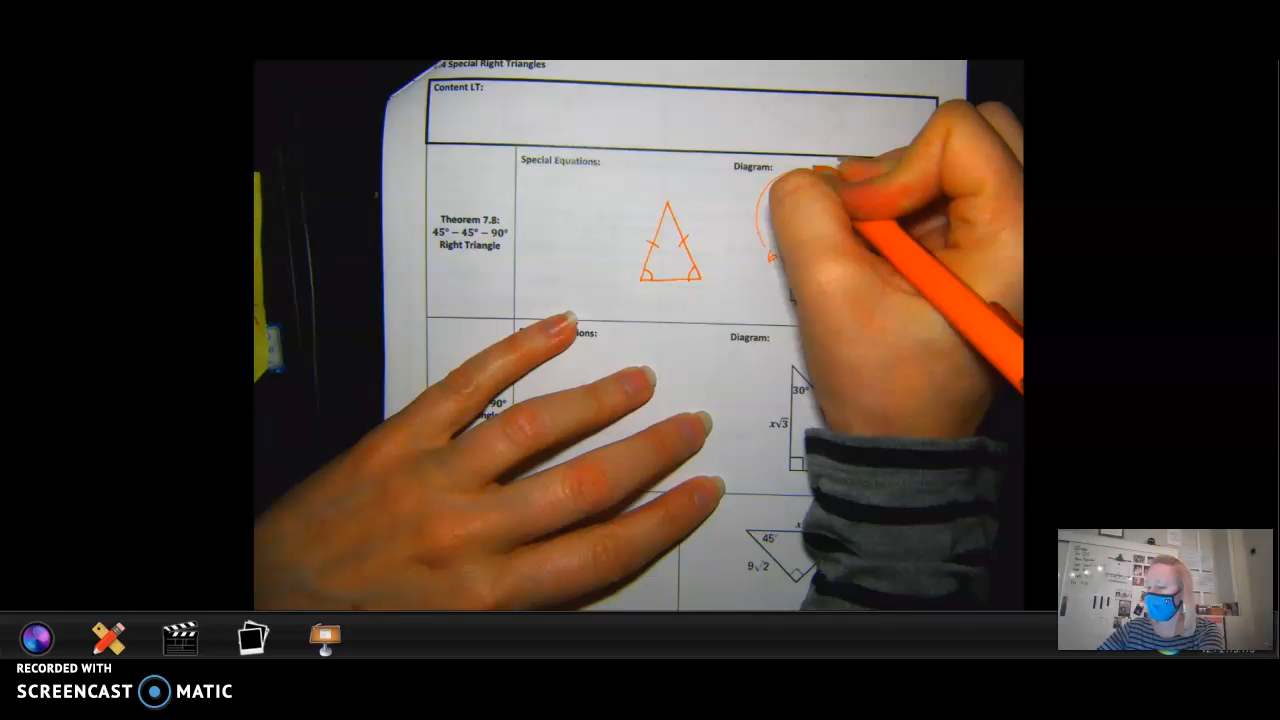 Special Right Triangles
Content LT:
Special Equations:
Diagram:
Theorem 7.8:
45° – 45° – 90°
Right Triangle
Diagram:
90°
30°
x√3
x
45°
9√2
RECORDED WITH
SCREENCAST MATIC